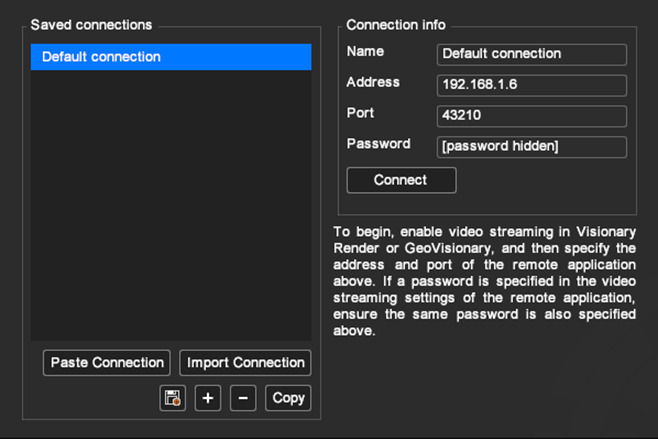 Saved connections
Default connection
Paste Connection
Import Connection
+
-
Copy
Connection info
Name
Default connection
Address
192.168.1.6
Port
43210
Password
[password hidden]
Connect
To begin, enable video streaming in Visionary
Render or GeoVisionary, and then specify the
address and port of the remote application
above. If a password is specified in the video
streaming settings of the remote application,
ensure the same password is also specified
above.